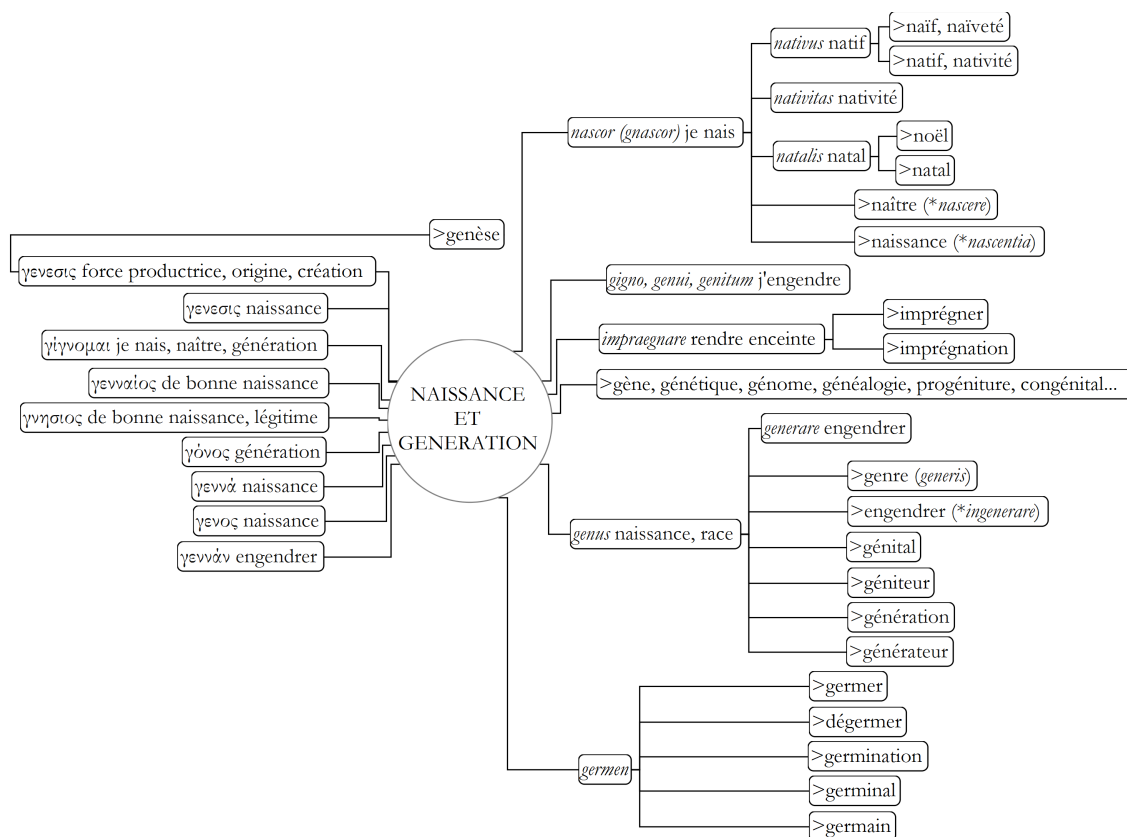 >genèse
γενεσις force productrice, origine, création
γενεσις naissance
γίγνομαι je nais, naître, génération
γενναίος de bonne naissance
γνησιος de bonne naissance, légitime
γόνος génération
γεννά naissance
γενος naissance
γεννάν engendrer
NAISSANCE
ET
GENERATION
nascor (gnascor) je nais
nativus natif
>naïf, naïveté
>natif, nativité
nativitas nativité
natalis natal
>noël
>natal
>naître (*nascere)
>naissance (*nascentia)
gigno, genui, genitum j'engendre
impraegnare rendre enceinte
>imprégner
>imprégnation
>gène, génétique, génome, généalogie, progéniture, congénital...
genus naissance, race
generare engendrer
>genre (generis)
>engendrer (*ingenerare)
>génital
>géniteur
>génération
>générateur
germen
>germer
>dégermer
>germination
>germinal
>germain